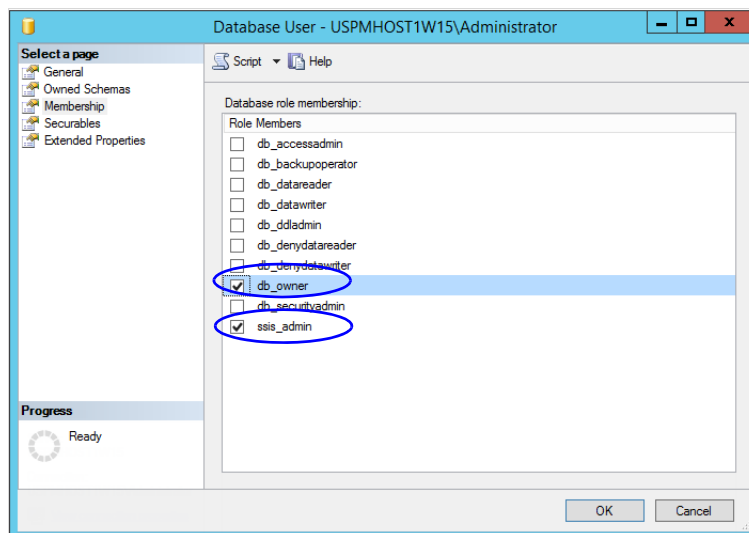 Database User - USPMHOST1W15\Administrator
Select a page
General
Owned Schemas
Membership
Securables
Extended Properties
Script Help
Database role membership:
Role Members
db_accessadmin
db_backupoperator
db_datareader
db_datawriter
db_ddladmin
db_denydatareader
db_denydatawriter
db_owner
db_securityadmin
ssis_admin
Progress
Ready
OK Cancel